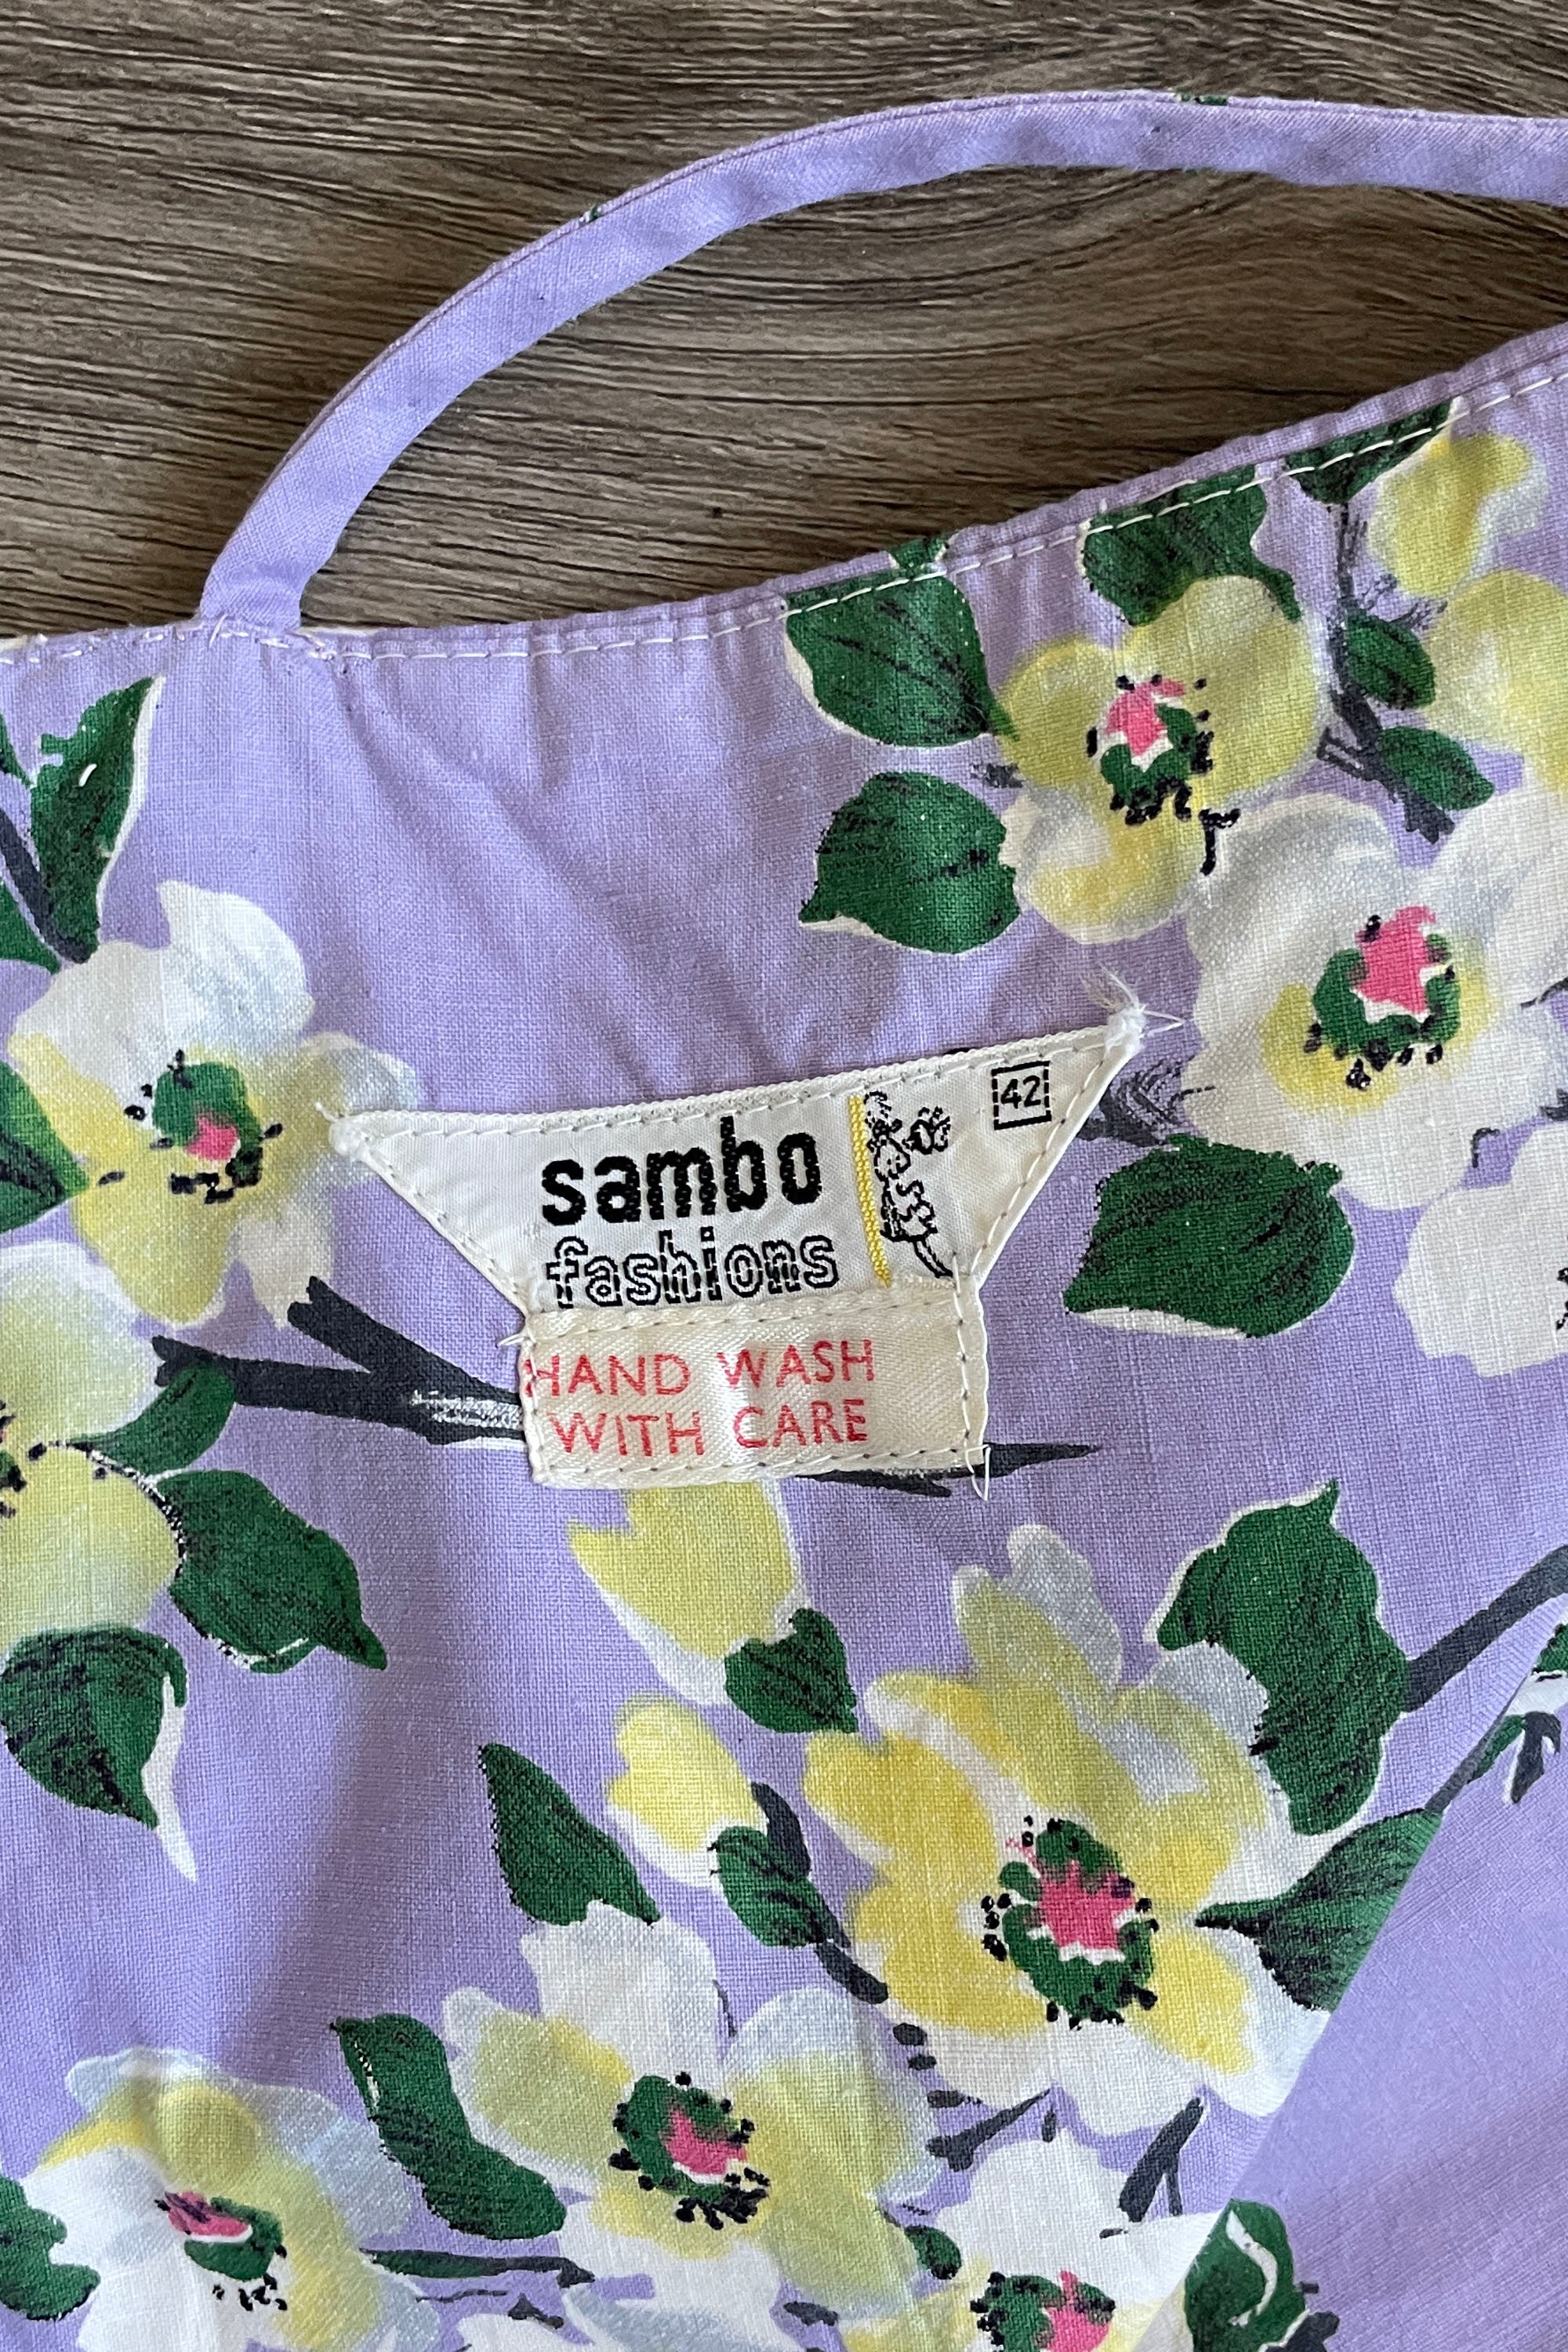 42
sambo
fashions
HAND WASH
WITH CARE